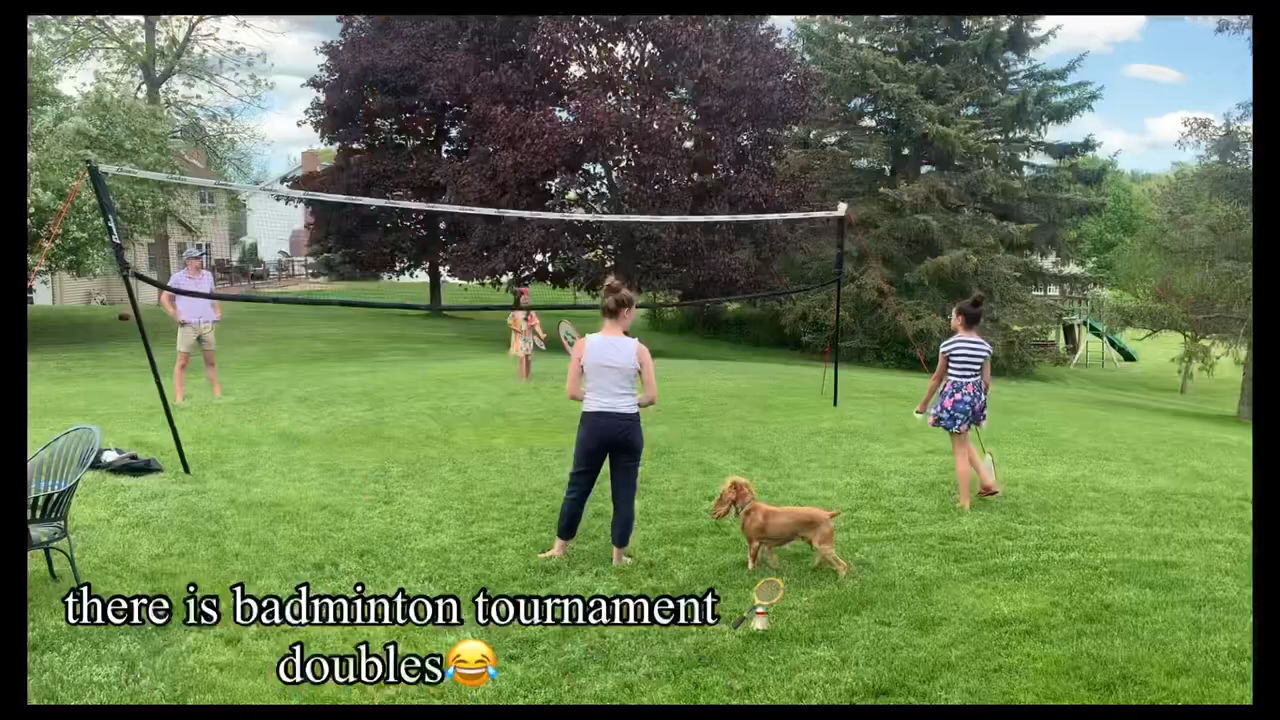 there is badminton tournament 🏸
doubles😂